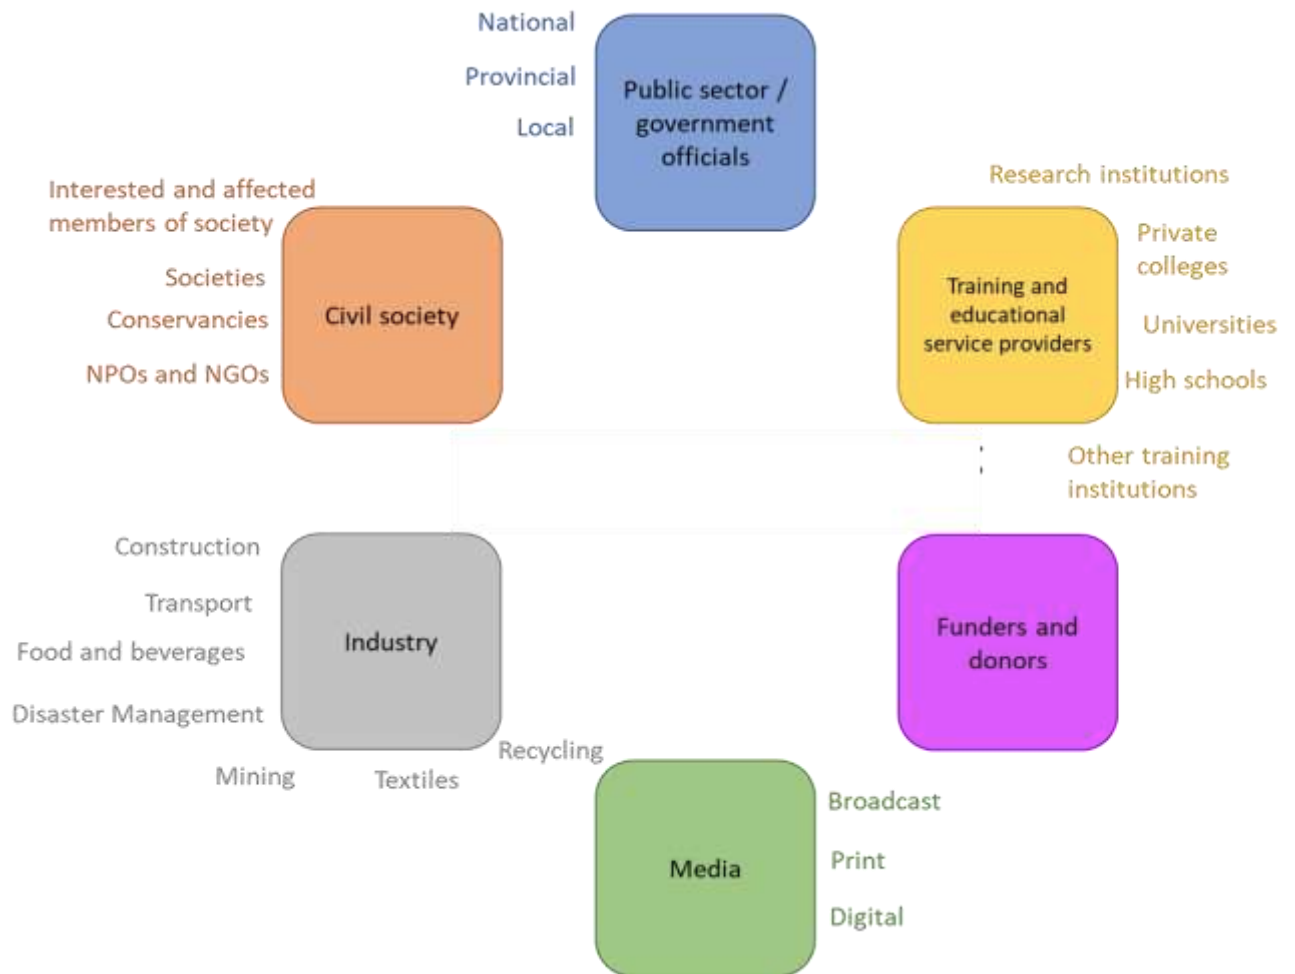 National
Provincial
Local
Public sector /
government
officials
Interested and affected
members of society
Societies
Conservancies
NPOs and NGOs
Civil society
Research institutions
Private
colleges
Universities
High schools
Other training
institutions
Training and
educational
service providers
Construction
Transport
Food and beverages
Disaster Management
Mining
Textiles
Recycling
Industry
Funders and
donors
Media
Broadcast
Print
Digital